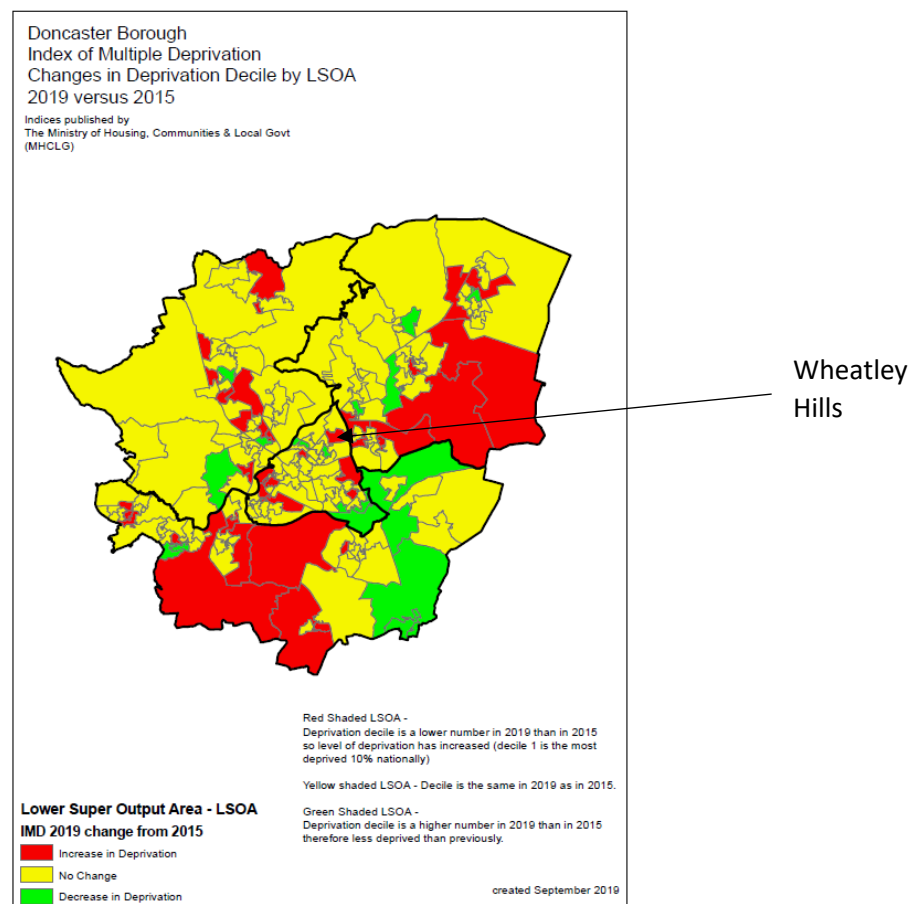 Doncaster Borough
Index of Multiple Deprivation
Changes in Deprivation Decile by LSOA
2019 versus 2015
Indices published by
The Ministry of Housing, Communities & Local Govt
(MHCLG)
Wheatley
Hills
Red Shaded LSOA -
Deprivation decile is a lower number in 2019 than in 2015
so level of deprivation has increased (decile 1 is the most
deprived 10% nationally)
Yellow shaded LSOA - Decile is the same in 2019 as in 2015.
Green Shaded LSOA -
Deprivation decile is a higher number in 2019 than in 2015
therefore less deprived than previously.
Lower Super Output Area - LSOA
IMD 2019 change from 2015
Increase in Deprivation
No Change
Decrease in Deprivation
created September 2019